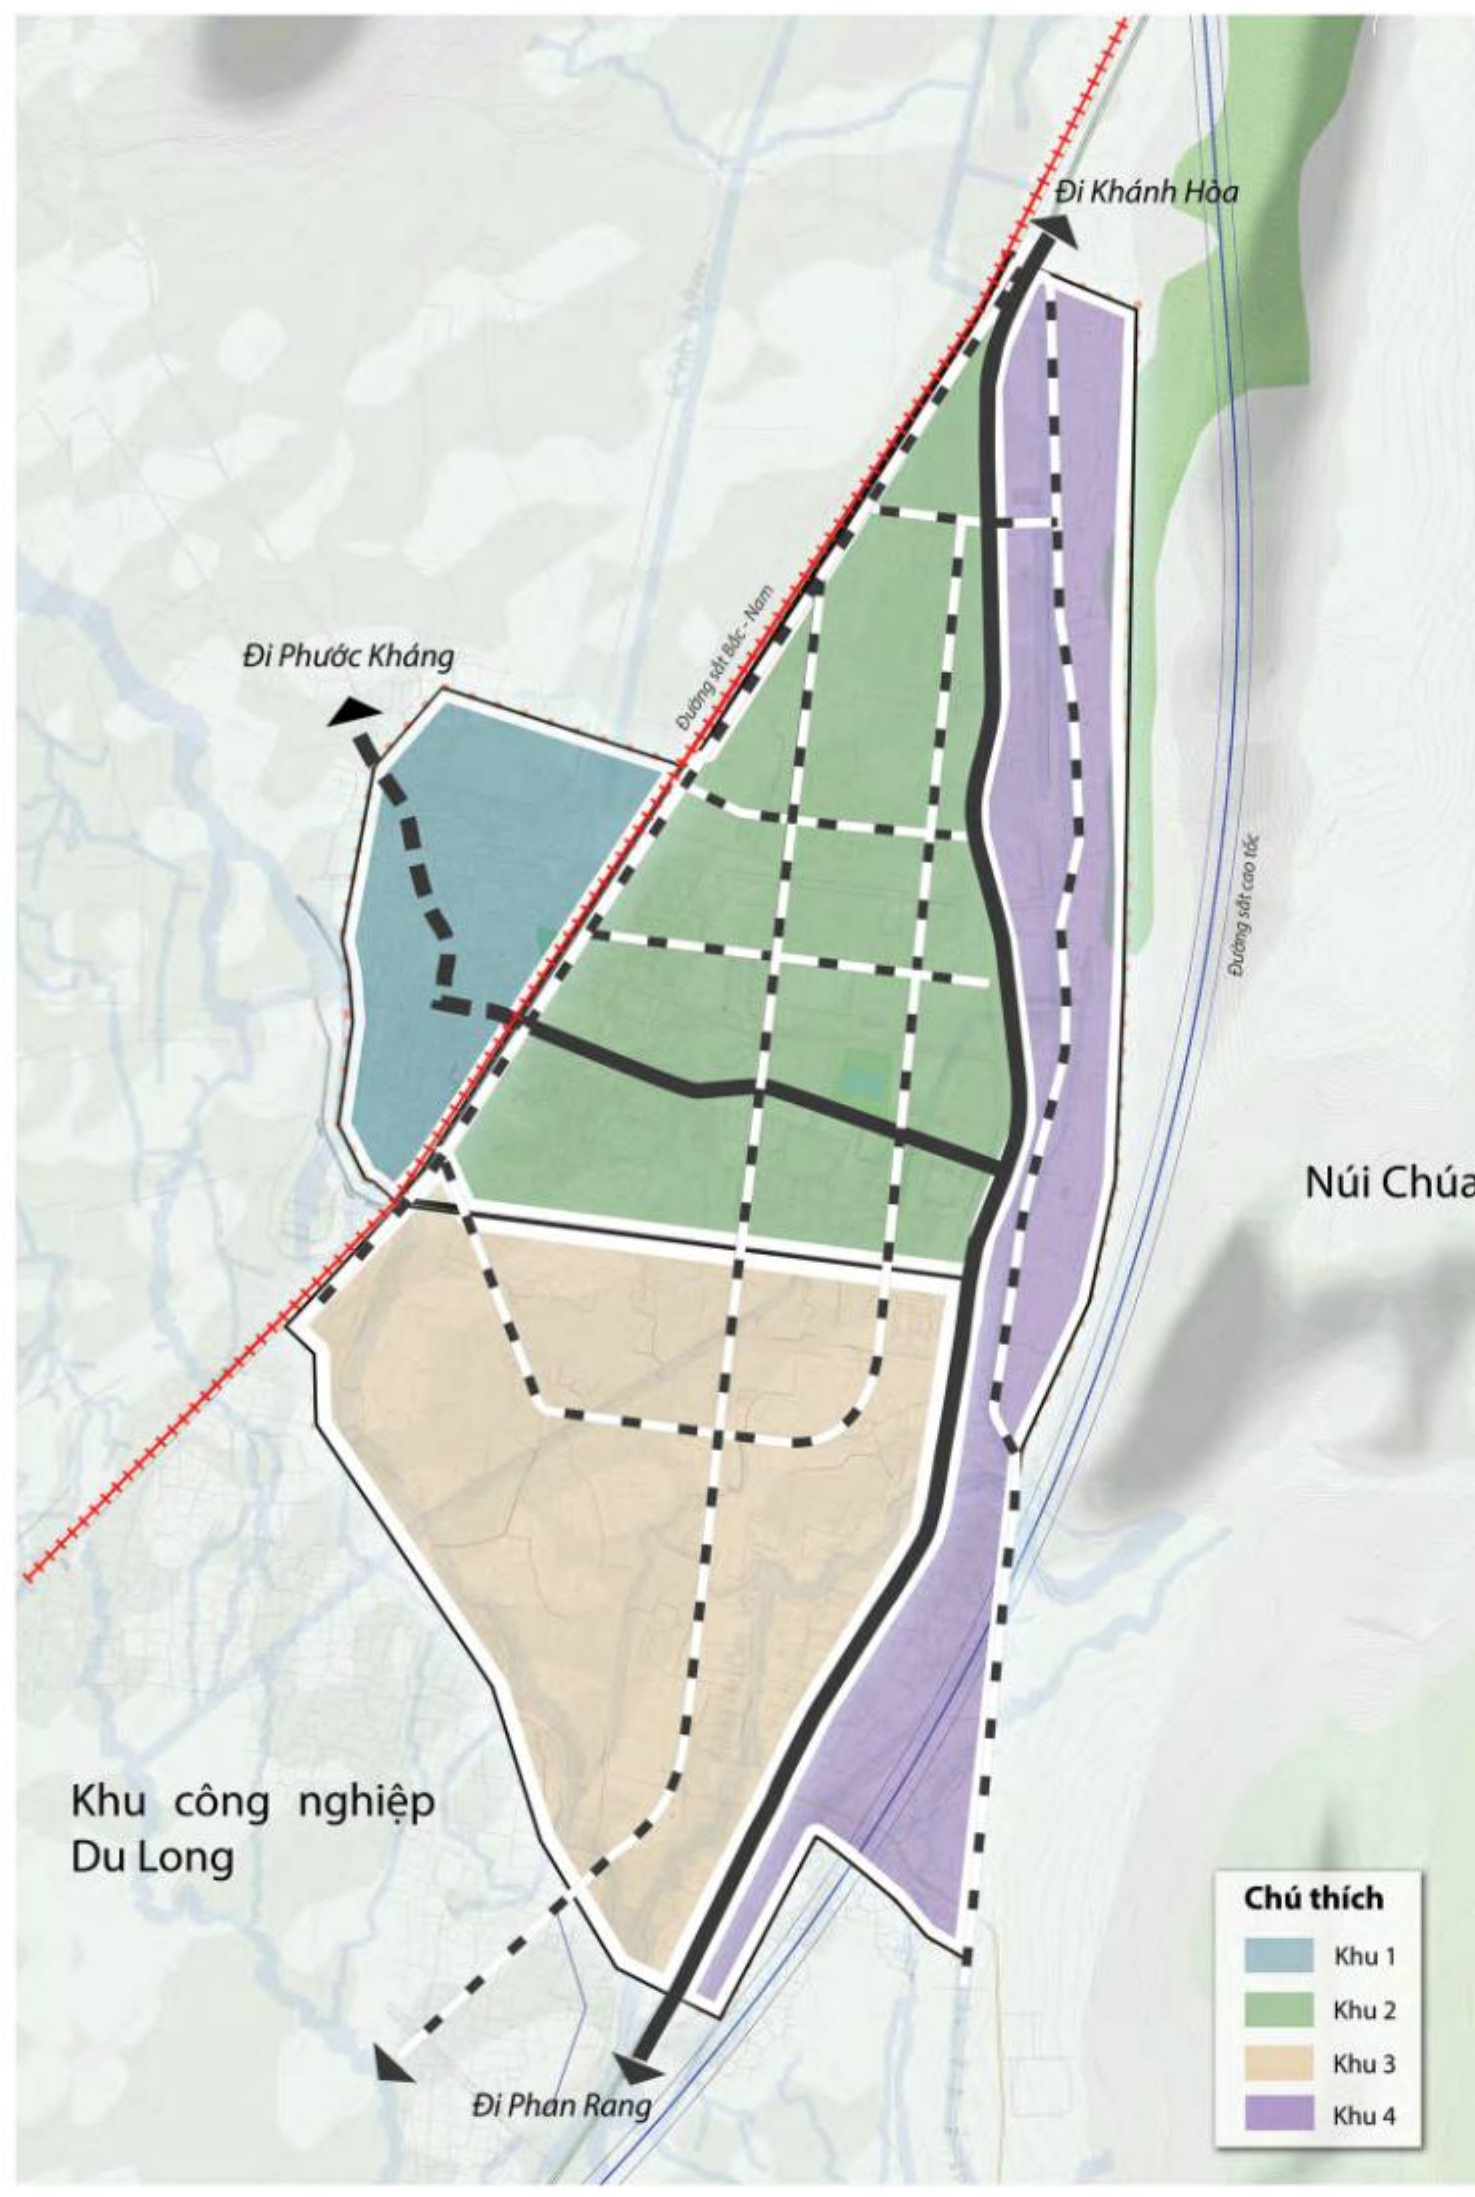 Đi Khánh Hòa
Đường sắt Bắc - Nam
Đi Phước Kháng
Đường sắt cao tốc
Núi Chúa
Khu công nghiệp
Du Long
Đi Phan Rang
Chú thích
Khu 1
Khu 2
Khu 3
Khu 4